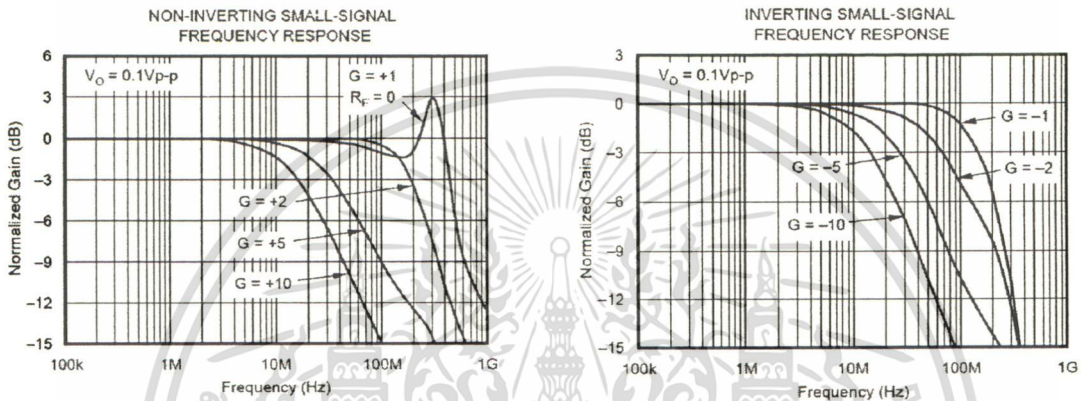 NON-INVERTING SMALL-SIGNAL
FREQUENCY RESPONSE
6
3
0
–3
–6
–9
–12
–15
Normalized Gain (dB)
V_O = 0.1Vp-p
G = +1
R_F = 0
G = +2
G = +5
G = +10
100k
1M
10M
100M
1G
Frequency (Hz)
INVERTING SMALL-SIGNAL
FREQUENCY RESPONSE
3
0
–3
–6
–9
–12
–15
Normalized Gain (dB)
V_O = 0.1Vp-p
G = –1
G = –2
G = –5
G = –10
100k
1M
10M
100M
1G
Frequency (Hz)